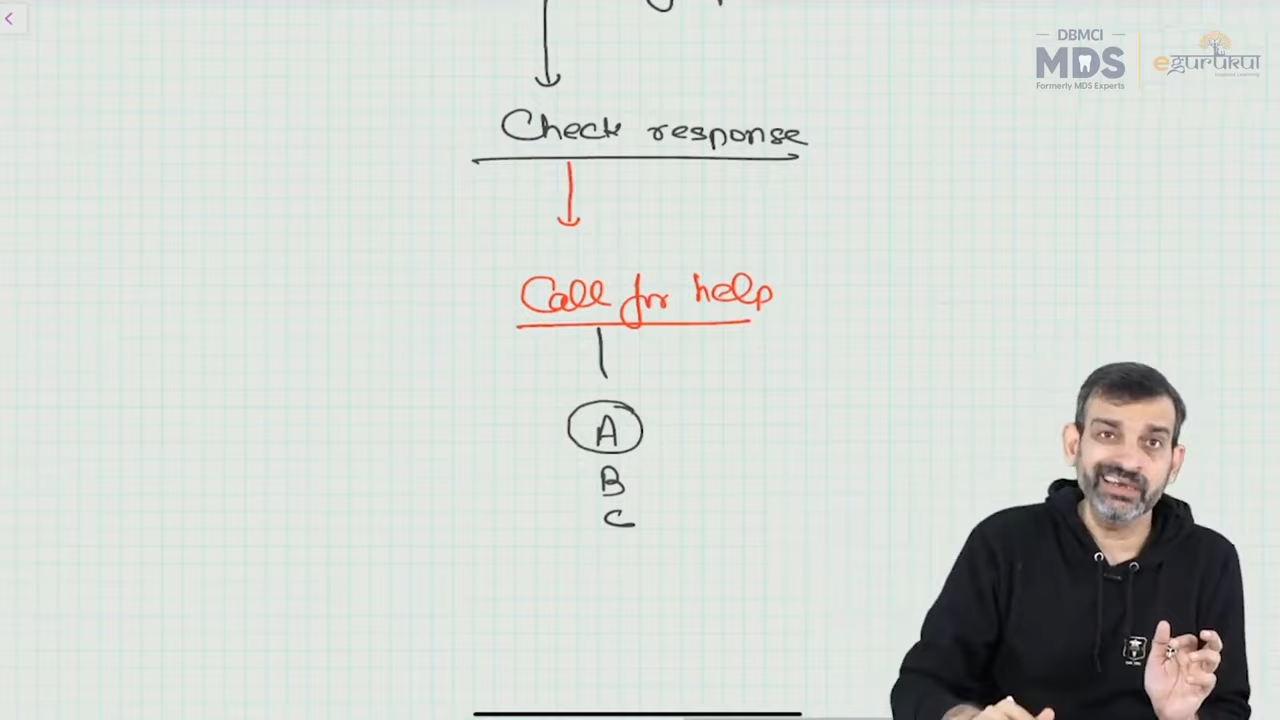 DBMCI
MDS
Formerly MDS Experts
egurukul
Check response
Call for help
A
B
C